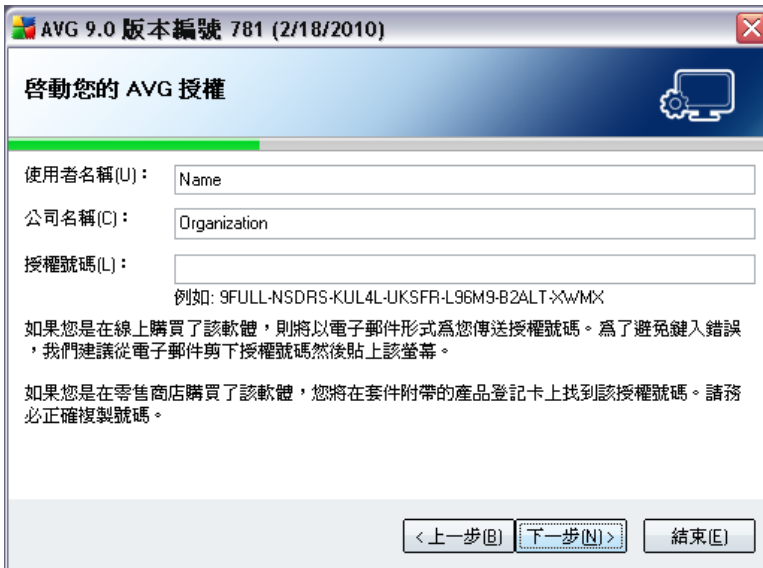 AVG 9.0 版本編號 781 (2/18/2010)
啓動您的 AVG 授權
使用者名稱(U)：
Name
公司名稱(C)：
Organization
授權號碼(L)：
例如: 9FULL-NSDRS-KUL4L-UKSFR-L96M9-B2ALT-XWMX
如果您是在線上購買了該軟體，則將以電子郵件形式爲您傳送授權號碼。爲了避免鍵入錯誤
，我們建議從電子郵件剪下授權號碼然後貼上該螢幕。
如果您是在零售商店購買了該軟體，您將在套件附帶的產品登記卡上找到該授權號碼。請務
必正確複製號碼。
<上一步(B)
下一步(N)>
結束(E)